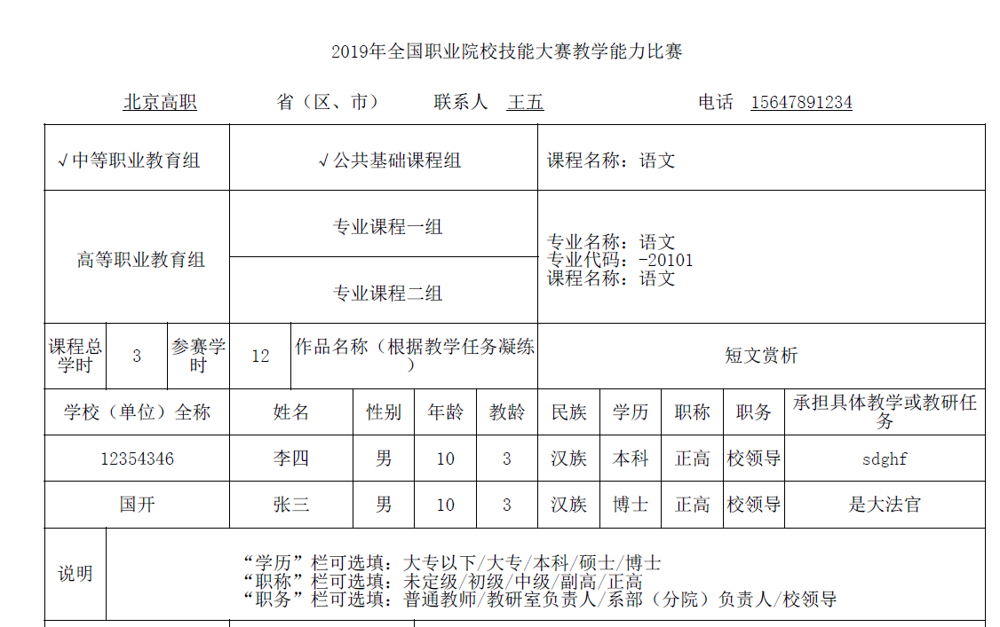 2019年全国职业院校技能大赛教学能力比赛
北京高职 省（区、市） 联系人 王五 电话 15647891234
√中等职业教育组 √公共基础课程组 课程名称：语文
高等职业教育组
专业课程一组
专业课程二组
专业名称：语文
专业代码：-20101
课程名称：语文
课程总学时 3 参赛学时 12 作品名称（根据教学任务凝练） 短文赏析
学校（单位）全称 姓名 性别 年龄 教龄 民族 学历 职称 职务 承担具体教学或教研任务
12354346 李四 男 10 3 汉族 本科 正高 校领导 sdghf
国开 张三 男 10 3 汉族 博士 正高 校领导 是大法官
说明
“学历”栏可选填：大专以下/大专/本科/硕士/博士
“职称”栏可选填：未定级/初级/中级/副高/正高
“职务”栏可选填：普通教师/教研室负责人/系部（分院）负责人/校领导